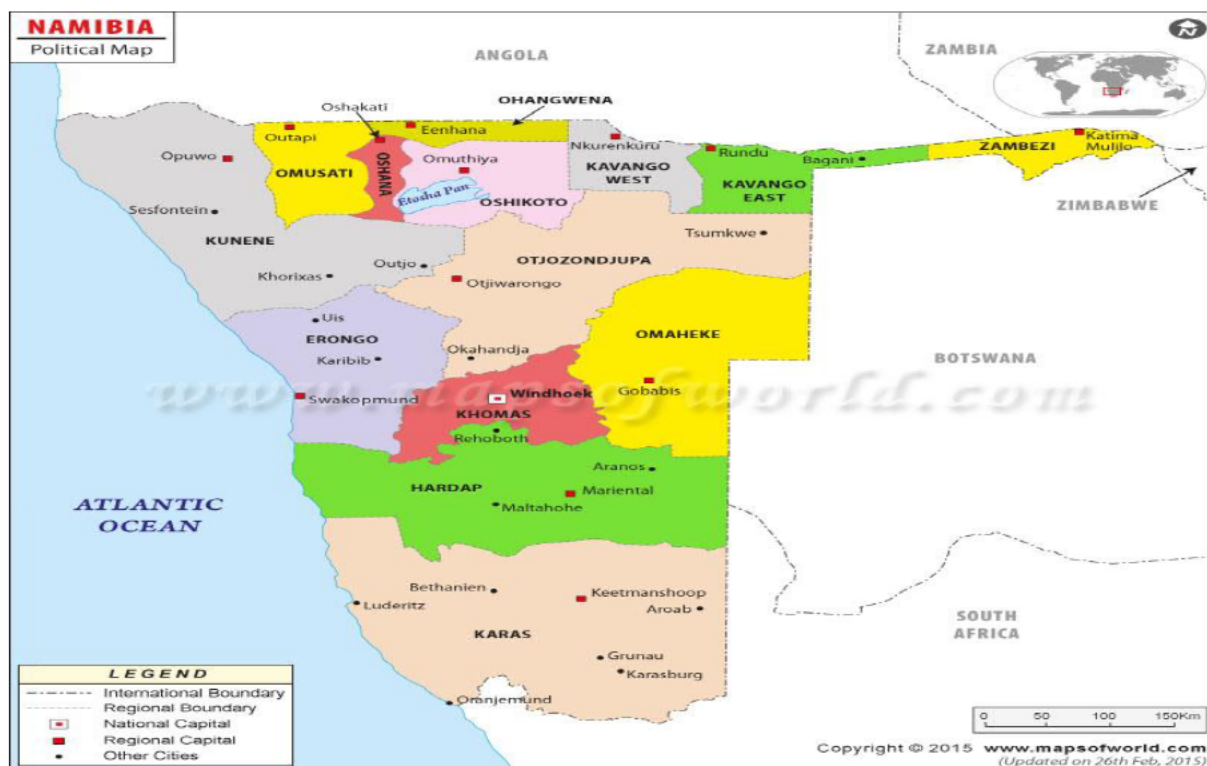 NAMIBIA
Political Map
ANGOLA
ZAMBIA
N
Oshakati
OHANGWENA
Outapi
Eenhana
Nkurenkuru
Rundu
Katima
Mulilo
Opuwo
OMUSATI
OSHANA
Omuthiya
Etosha Pan
OSHIKOTO
KAVANGO
WEST
Bagani
KAVANGO
EAST
ZAMBEZI
ZIMBABWE
Sesfontein
KUNENE
Tsumkwe
OTJOZONDJUPA
Khorixas
Outjo
Otjiwarongo
Uis
ERONGO
OMAHEKE
Karibib
Okahandja
BOTSWANA
www.mapsofworld.com
Swakopmund
Windhoek
Gobabis
KHOMAS
Rehoboth
Aranos
HARDAP
Mariental
Maltahohe
ATLANTIC
OCEAN
Bethanien
Keetmanshoop
Luderitz
Aroab
KARAS
SOUTH
AFRICA
Grunau
Karasburg
Oranjemund
LEGEND
International Boundary
Regional Boundary
National Capital
Regional Capital
Other Cities
0 50 100 150Km
Copyright © 2015 www.mapsofworld.com
(Updated on 26th Feb, 2015)